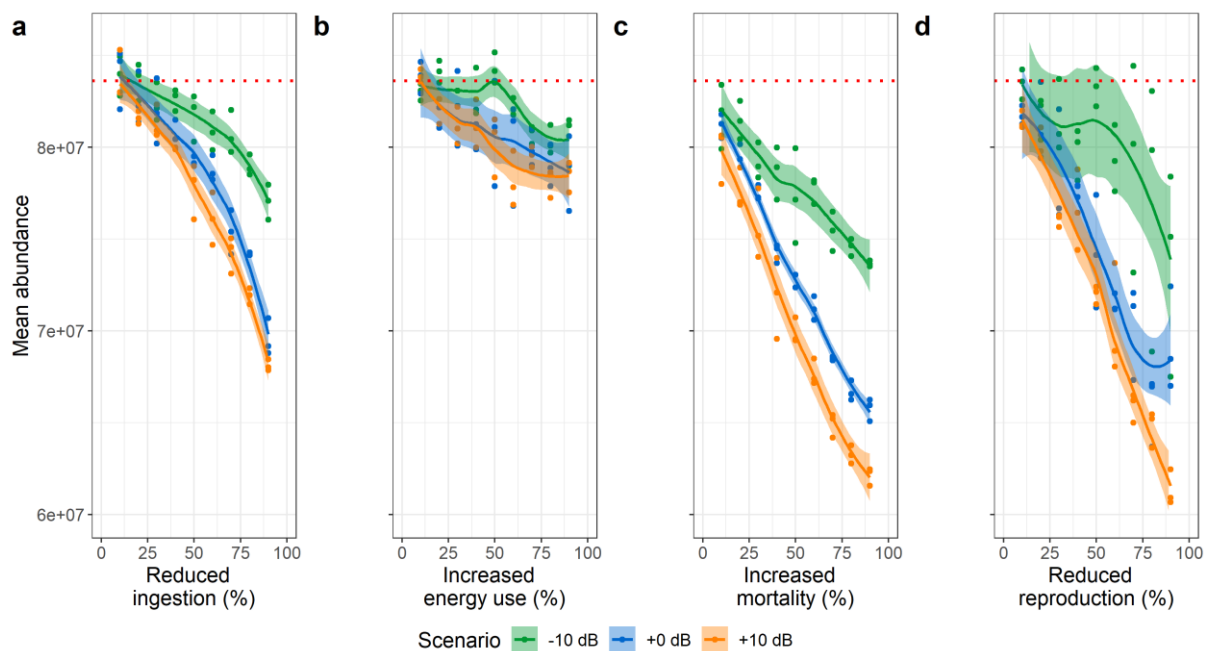 a b c d
Mean abundance
8e+07
7e+07
6e+07
0 25 50 75 100 0 25 50 75 100 0 25 50 75 100 0 25 50 75 100
Reduced
ingestion (%)
Increased
energy use (%)
Increased
mortality (%)
Reduced
reproduction (%)
Scenario -10 dB +0 dB +10 dB